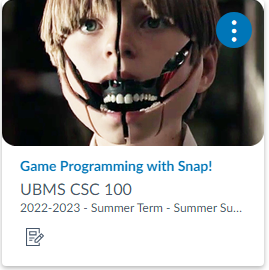 Game Programming with Snap!
UBMS CSC 100
2022-2023 - Summer Term - Summer Su...